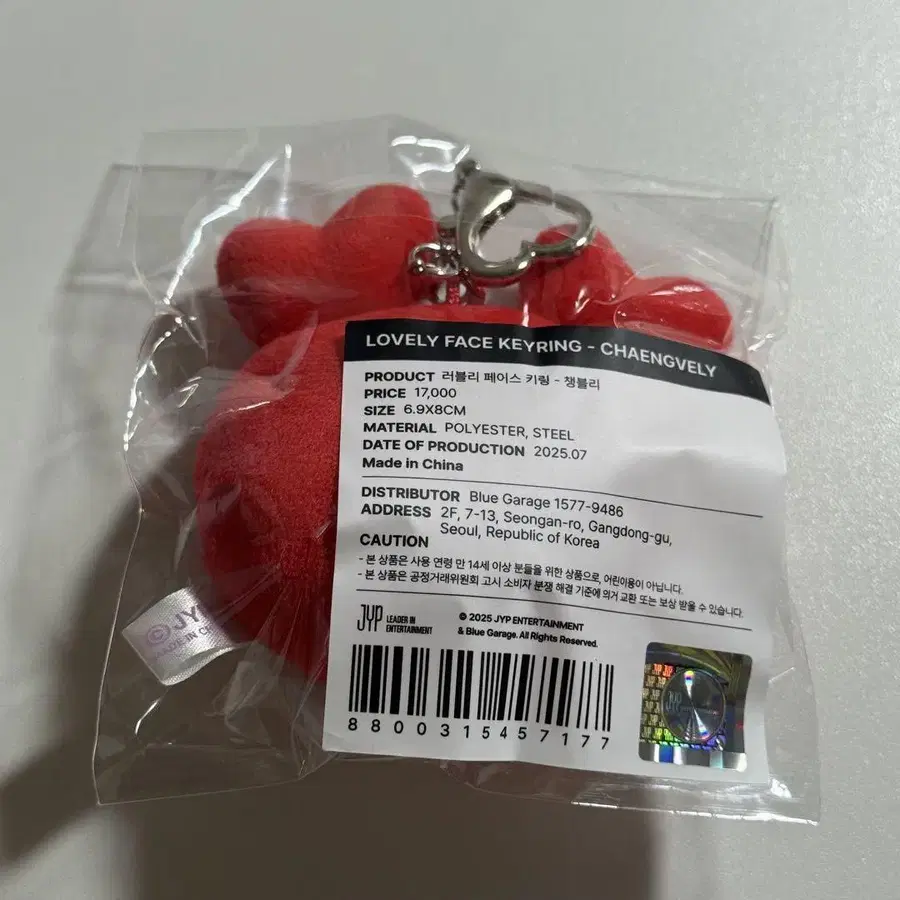 LOVELY FACE KEYRING - CHAENGVELY
PRODUCT 러블리 페이스 키링 - 챙블리
PRICE 17,000
SIZE 6.9X8CM
MATERIAL POLYESTER, STEEL
DATE OF PRODUCTION 2025.07
Made in China
DISTRIBUTOR Blue Garage 1577-9486
ADDRESS 2F, 7-13, Seongan-ro, Gangdong-gu,
Seoul, Republic of Korea
CAUTION
- 본 상품은 사용 연령 만 14세 이상 분들을 위한 상품으로, 어린이용이 아닙니다.
- 본 상품은 공정거래위원회 고시 소비자 분쟁 해결 기준에 의거 교환 또는 보상 받을 수 있습니다.
JYP LEADER IN
ENTERTAINMENT
© 2025 JYP ENTERTAINMENT
& Blue Garage. All Rights Reserved.
8800315457177
JYP
©JYP
MADE IN